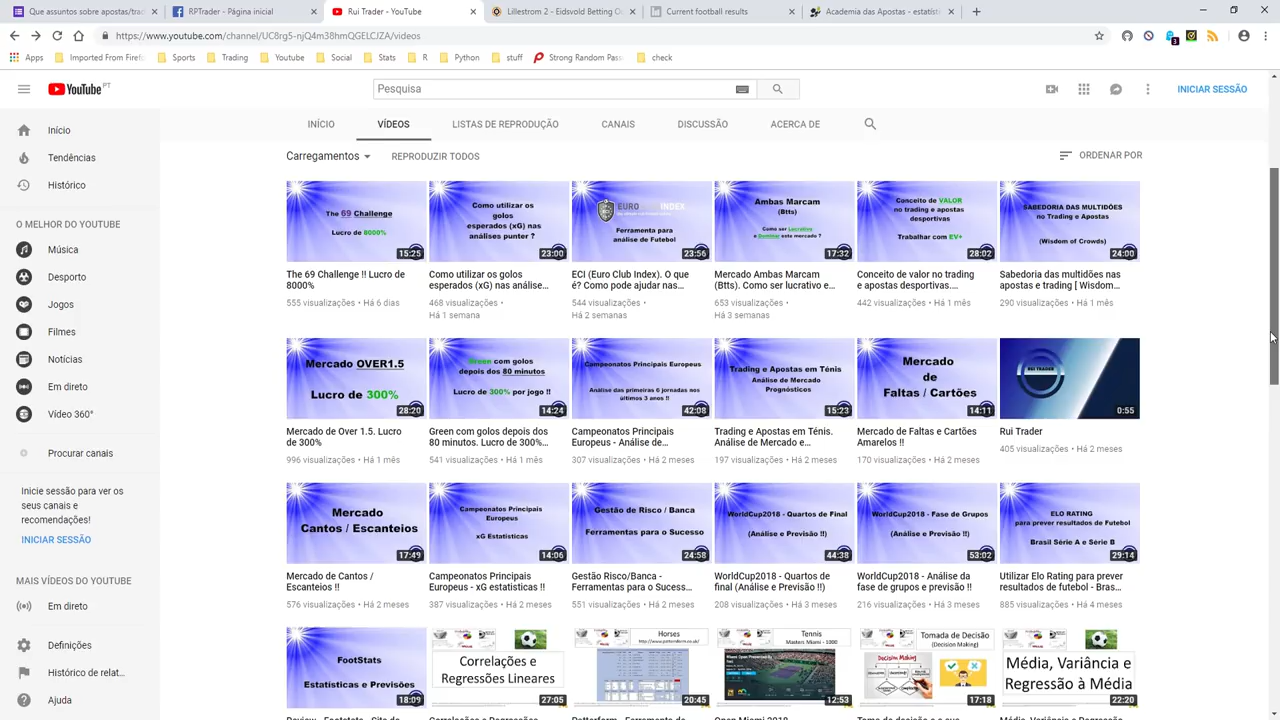 Que assuntos sobre apostas/tra
RPTrader - Página inicial
Rui Trader - YouTube
Lillestrom 2 - Eidsvold Betting O
Current football results
Academia das Apostas - estatíst
https://www.youtube.com/channel/UC8rg5-njQ4m38hmQGELCJZA/videos
Apps
Imported From Firef
Sports
Trading
Youtube
Social
Stats
R
Python
stuff
Strong Random Pass
check
YouTube PT
Pesquisa
INICIAR SESSÃO
INÍCIO
VÍDEOS
LISTAS DE REPRODUÇÃO
CANAIS
DISCUSSÃO
ACERCA DE
Início
Tendências
Histórico
O MELHOR DO YOUTUBE
Música
Desporto
Jogos
Filmes
Notícias
Em direto
Vídeo 360°
Procurar canais
Inicie sessão para ver os
seus canais e
recomendações!
INICIAR SESSÃO
MAIS VÍDEOS DO YOUTUBE
Em direto
Definições
Histórico de relat...
Ajuda
Carregamentos
REPRODUZIR TODOS
ORDENAR POR
The 69 Challenge
Lucro de 8000%
15:25
Como utilizar os
golos
esperados (xG) nas
análises punter ?
23:00
EURO CLUB INDEX
Ferramenta para
análise de Futebol
23:56
Ambas Marcam
(Btts)
Como ser Lucrativo
e Dominar este mercado ?
17:32
Conceito de VALOR
no trading e apostas
desportivas
Trabalhar com EV+
28:02
SABEDORIA DAS MULTIDÕES
no Trading e Apostas
(Wisdom of Crowds)
24:00
The 69 Challenge !! Lucro de
8000%
555 visualizações • Há 6 dias
Como utilizar os golos
esperados (xG) nas análise...
468 visualizações •
Há 1 semana
ECI (Euro Club Index). O que
é? Como pode ajudar nas...
544 visualizações •
Há 2 semanas
Mercado Ambas Marcam
(Btts). Como ser lucrativo e...
653 visualizações •
Há 3 semanas
Conceito de valor no trading
e apostas desportivas....
442 visualizações • Há 1 mês
Sabedoria das multidões nas
apostas e trading [ Wisdom...
290 visualizações • Há 1 mês
Mercado OVER1.5
Lucro de 300%
28:20
Green com golos
depois dos 80 minutos
Lucro de 300% por jogo !!
14:24
Campeonatos Principais Europeus
Análise das primeiras 6 jornadas nos
últimos 3 anos !!
42:08
Trading e Apostas em Ténis
Análise de Mercado
Prognósticos
15:23
Mercado
de
Faltas / Cartões
14:11
RUI TRADER
0:55
Mercado de Over 1.5. Lucro
de 300%
996 visualizações • Há 1 mês
Green com golos depois dos
80 minutos. Lucro de 300%...
541 visualizações • Há 1 mês
Campeonatos Principais
Europeus - Análise de...
307 visualizações • Há 2 meses
Trading e Apostas em Ténis.
Análise de Mercado e...
197 visualizações • Há 2 meses
Mercado de Faltas e Cartões
Amarelos !!
170 visualizações • Há 2 meses
Rui Trader
405 visualizações • Há 2 meses
Mercado
Cantos / Escanteios
17:49
Campeonatos Principais
Europeus
xG Estatisticas
14:06
Gestão de Risco / Banca
Ferramentas para o Sucesso
24:58
WorldCup2018 - Quartos de Final
(Análise e Previsão !!)
44:38
WorldCup2018 - Fase de Grupos
(Análise e Previsão !!)
53:02
ELO RATING
para prever resultados de Futebol
Brasil Série A e Série B
29:14
Mercado de Cantos /
Escanteios !!
576 visualizações • Há 2 meses
Campeonatos Principais
Europeus - xG estatisticas !!
387 visualizações • Há 2 meses
Gestão Risco/Banca -
Ferramentas para o Sucess...
551 visualizações • Há 2 meses
WorldCup2018 - Quartos de
final (Análise e Previsão !!)
208 visualizações • Há 3 meses
WorldCup2018 - Análise da
fase de grupos e previsão !!
216 visualizações • Há 3 meses
Utilizar Elo Rating para prever
resultados de futebol - Bras...
885 visualizações • Há 4 meses
FootStats
Estatísticas e Previsões
18:09
Correlações e
Regressões Lineares
27:05
Horses
20:45
Tennis
Masters Miami - 1000
12:53
Tomada de Decisão
(Decision Making)
17:18
Média, Variância e
Regressão à Média
22:20